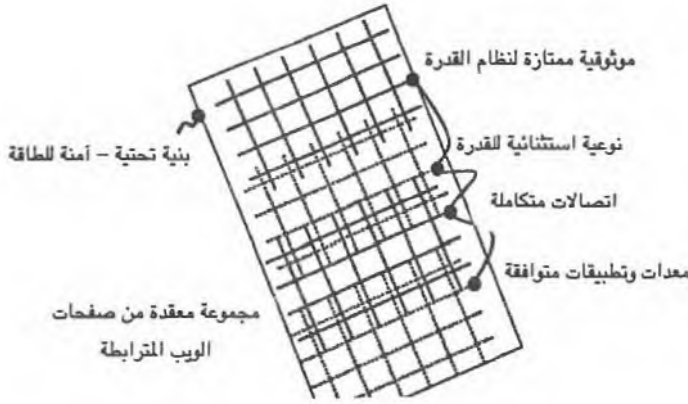 موثوقية ممتازة لنظام القدرة
نوعية استثنائية للقدرة
بنية تحتية – آمنة للطاقة
اتصالات متكاملة
معدات وتطبيقات متوافقة
مجموعة معقدة من صفحات
الويب المترابطة